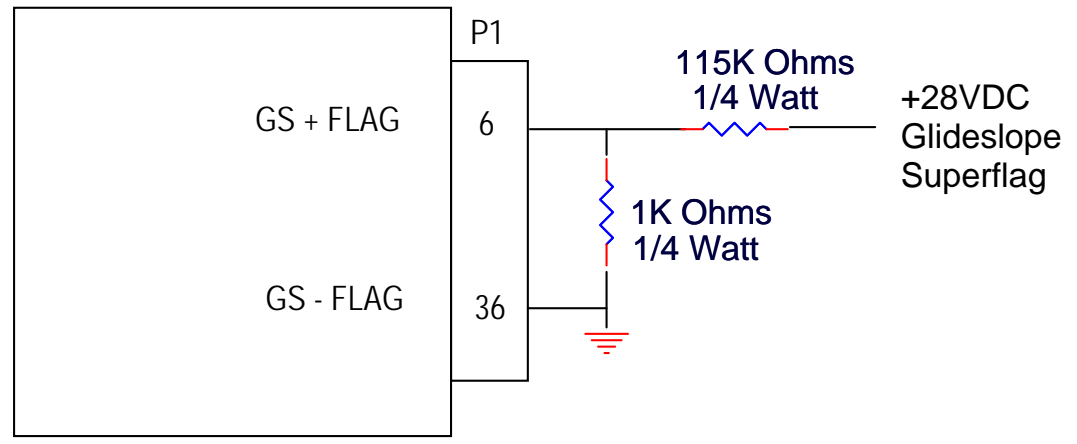 P1
115K Ohms
1/4 Watt
+28VDC
Glideslope
Superflag
GS + FLAG
6
1K Ohms
1/4 Watt
GS - FLAG
36